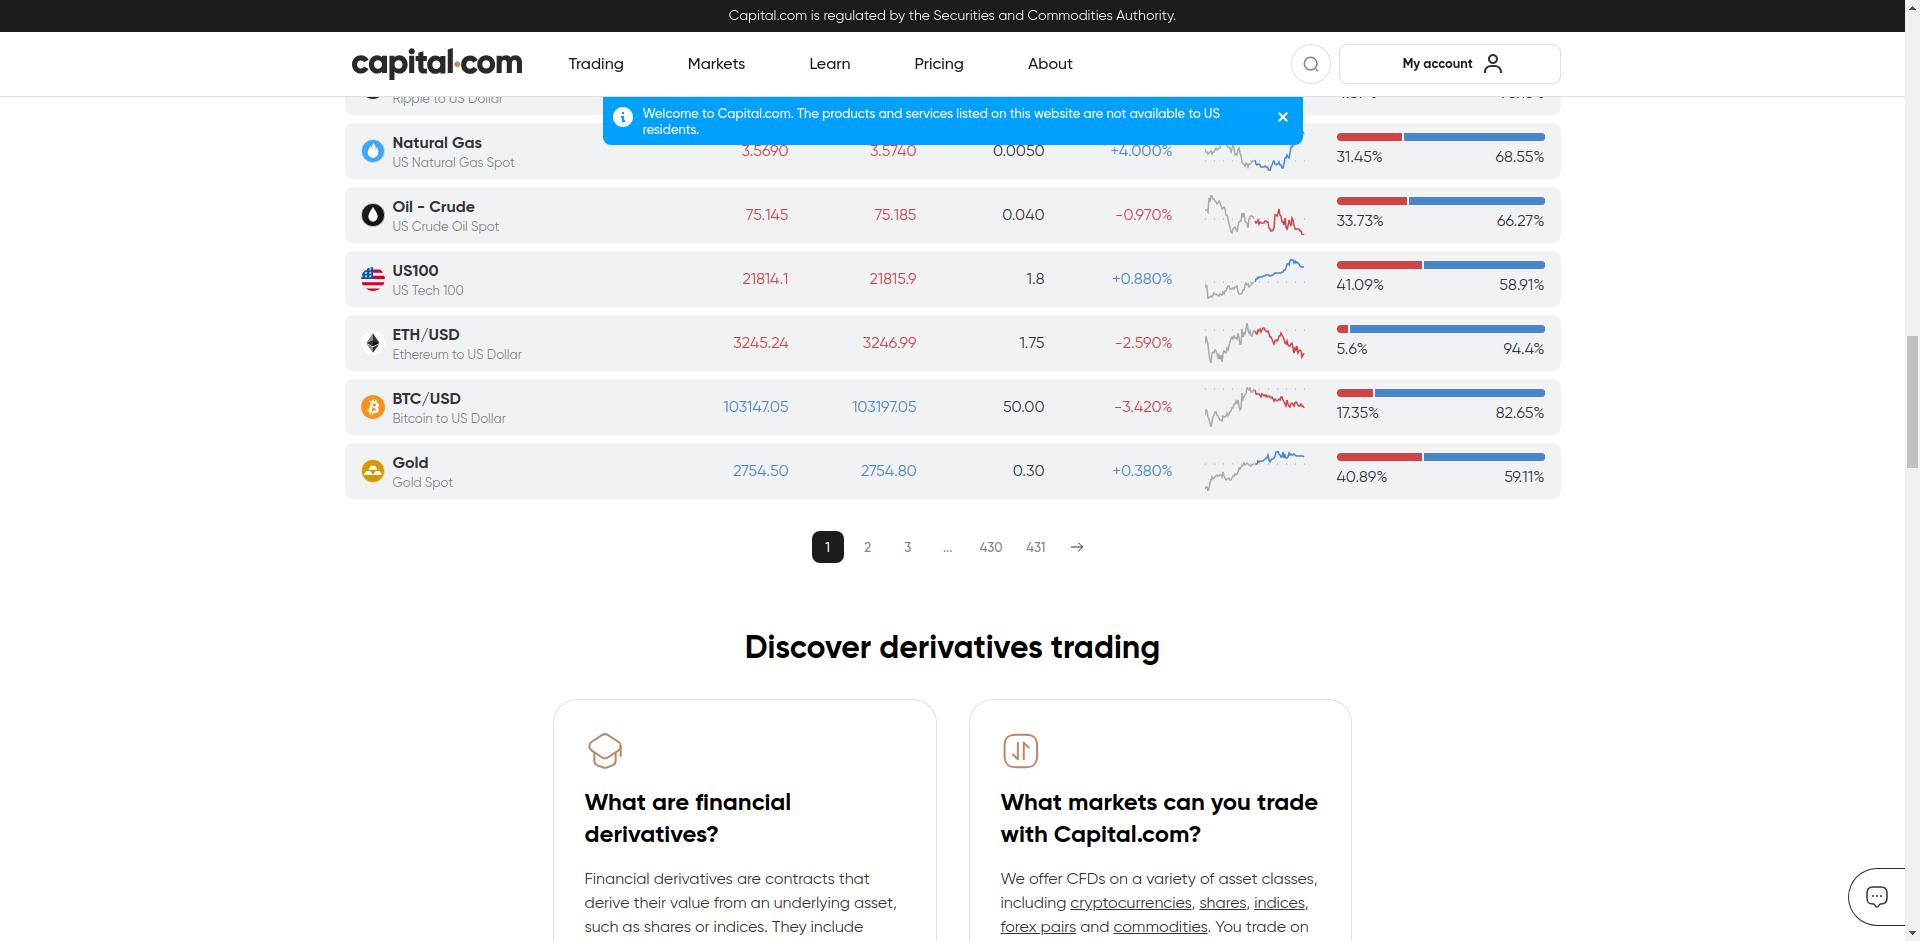 Capital.com is regulated by the Securities and Commodities Authority.
capital.com
Trading
Markets
Learn
Pricing
About
My account
Ripple to US Dollar
Welcome to Capital.com. The products and services listed on this website are not available to US
residents.
Natural Gas
US Natural Gas Spot
3.5690
3.5740
0.0050
+4.000%
31.45%
68.55%
Oil - Crude
US Crude Oil Spot
75.145
75.185
0.040
-0.970%
33.73%
66.27%
US100
US Tech 100
21814.1
21815.9
1.8
+0.880%
41.09%
58.91%
ETH/USD
Ethereum to US Dollar
3245.24
3246.99
1.75
-2.590%
5.6%
94.4%
BTC/USD
Bitcoin to US Dollar
103147.05
103197.05
50.00
-3.420%
17.35%
82.65%
Gold
Gold Spot
2754.50
2754.80
0.30
+0.380%
40.89%
59.11%
1 2 3 ... 430 431
Discover derivatives trading
What are financial
derivatives?
Financial derivatives are contracts that
derive their value from an underlying asset,
such as shares or indices. They include
What markets can you trade
with Capital.com?
We offer CFDs on a variety of asset classes,
including cryptocurrencies, shares, indices,
forex pairs and commodities. You trade on